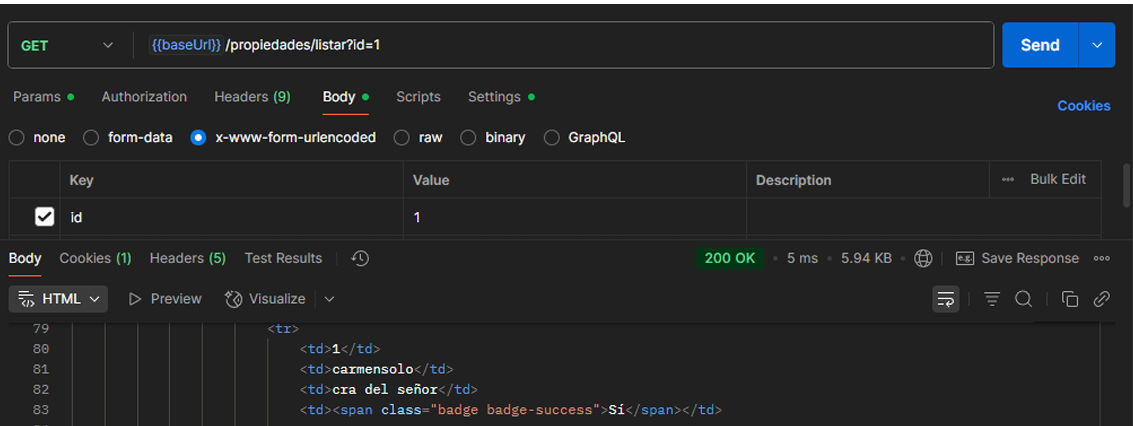 GET {{baseUrl}} /propiedades/listar?id=1 Send
Params Authorization Headers (9) Body Scripts Settings Cookies
none form-data x-www-form-urlencoded raw binary GraphQL
Key Value Description ••• Bulk Edit
id 1
Body Cookies (1) Headers (5) Test Results 200 OK • 5 ms • 5.94 KB • e.g. Save Response •••
HTML Preview Visualize
79 <tr>
80 <td>1</td>
81 <td>carmensolo</td>
82 <td>cra del señor</td>
83 <td><span class="badge badge-success">Sí</span></td>